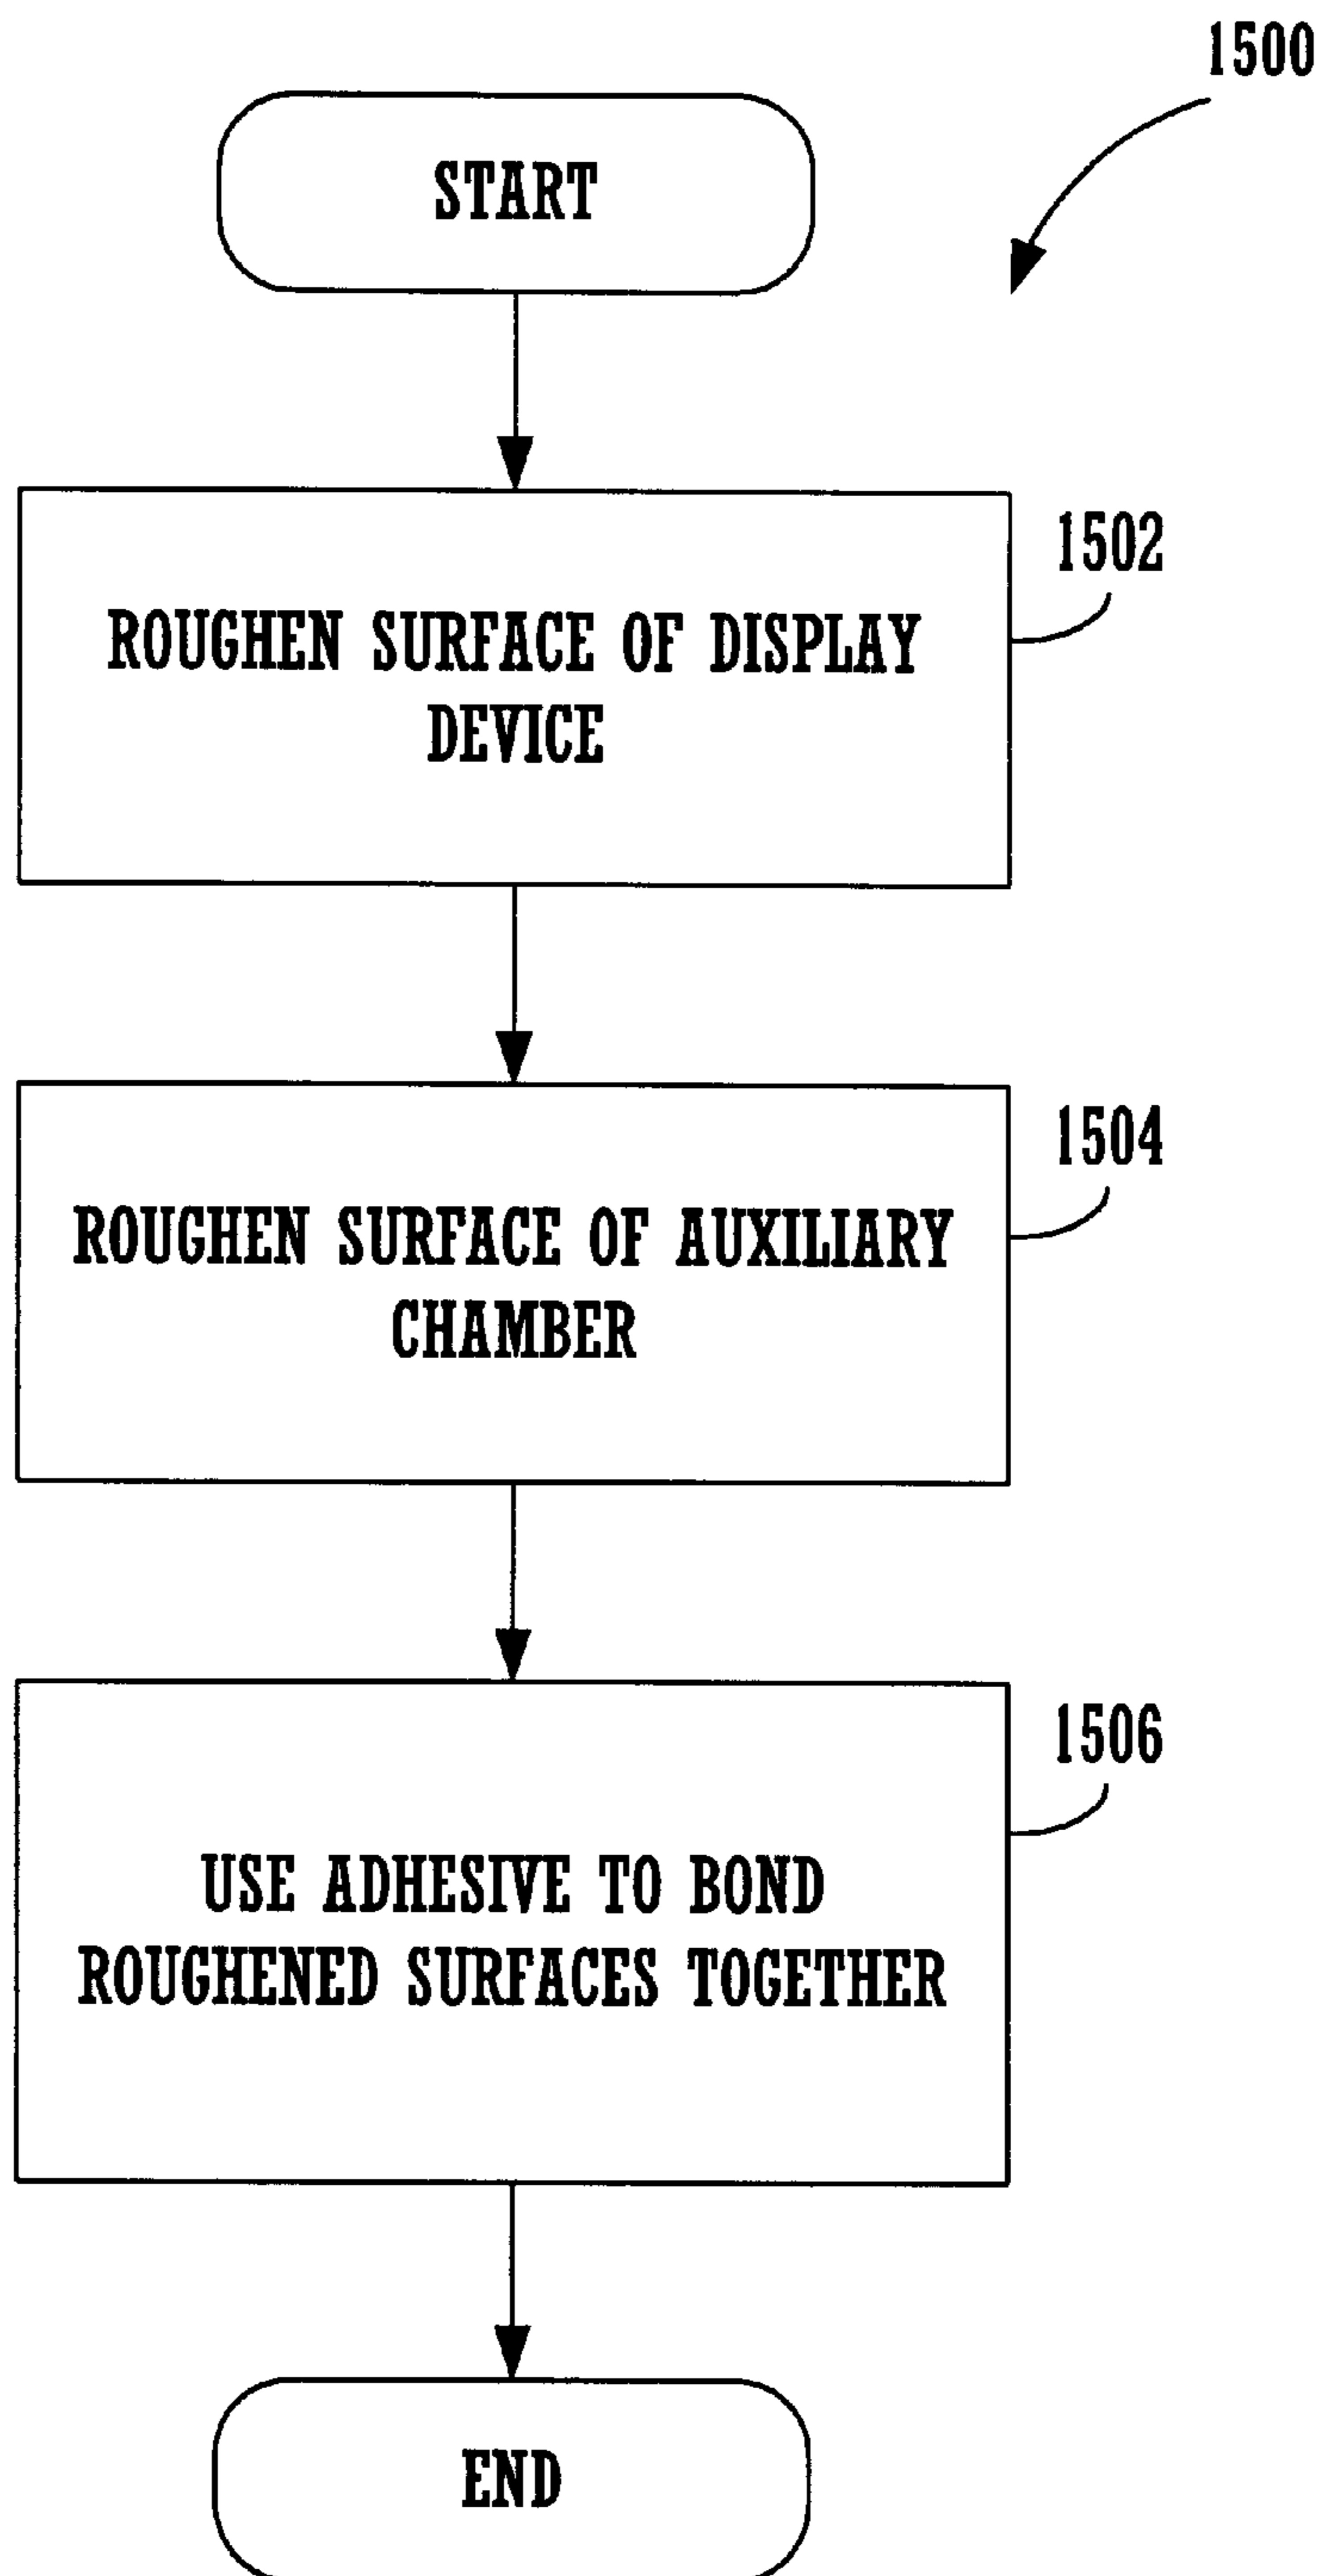 1500
START
1502
ROUGHEN SURFACE OF DISPLAY
DEVICE
1504
ROUGHEN SURFACE OF AUXILIARY
CHAMBER
1506
USE ADHESIVE TO BOND
ROUGHENED SURFACES TOGETHER
END